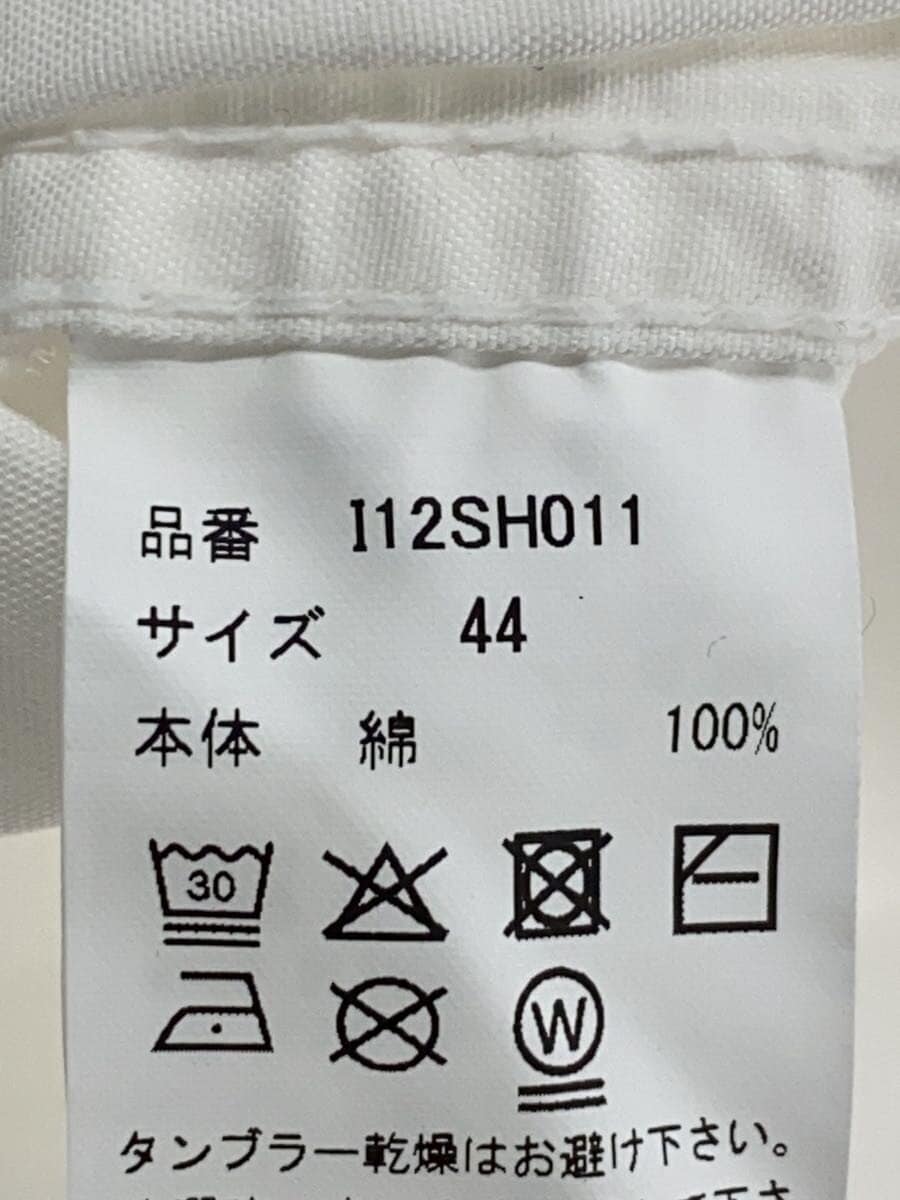 品番 I12SH011
サイズ 44
本体 綿 100%
30
W
タンブラー乾燥はお避け下さい。